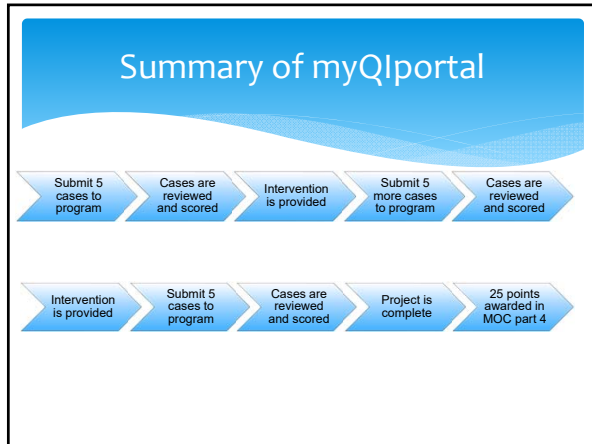 Summary of myQIportal
Submit 5
cases to
program
Cases are
reviewed
and scored
Intervention
is provided
Submit 5
more cases
to program
Cases are
reviewed
and scored
Intervention
is provided
Submit 5
cases to
program
Cases are
reviewed
and scored
Project is
complete
25 points
awarded in
MOC part 4